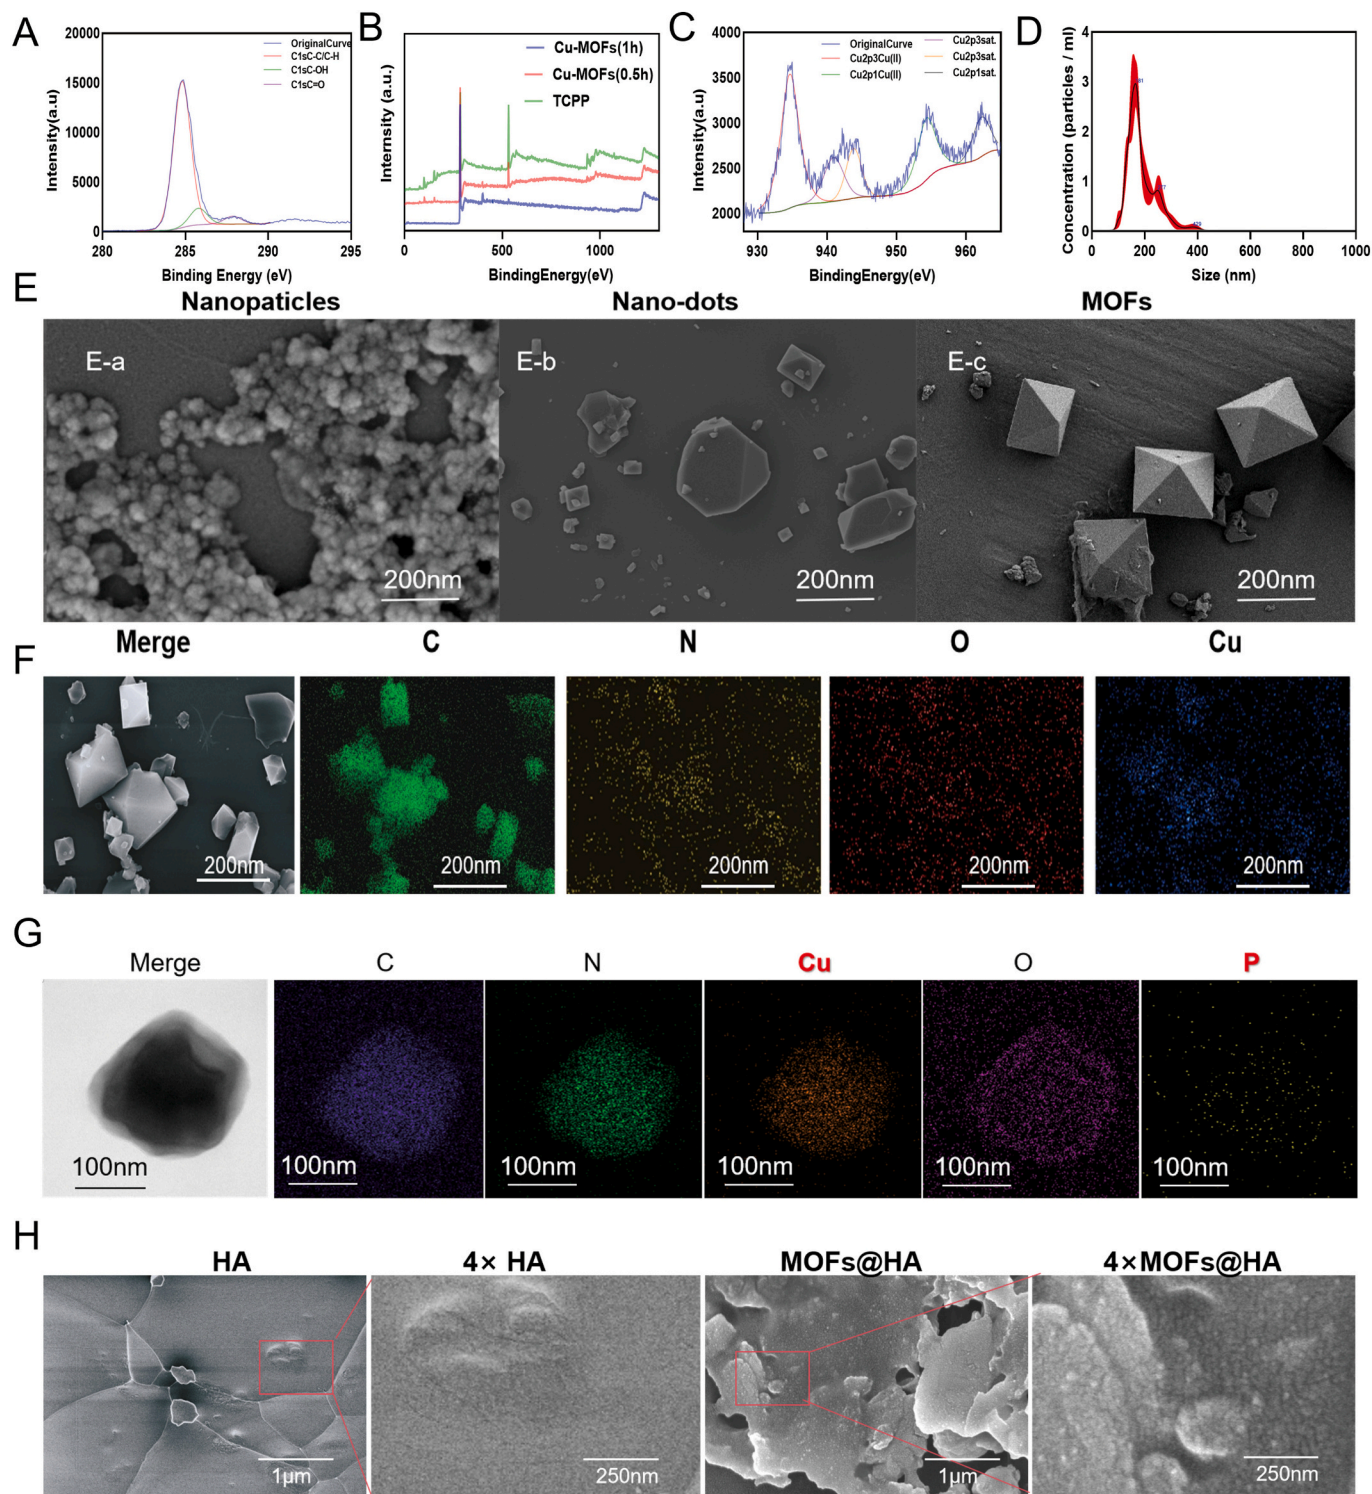 A
20000
15000
10000
5000
0
Intensity(a.u)
280
285
290
295
Binding Energy (eV)
OriginalCurve
C1sC-C/C-H
C1sC-OH
C1sC=O
B
Internsity (a.u.)
0
500
1000
BindingEnergy(eV)
Cu-MOFs(1h)
Cu-MOFs(0.5h)
TCPP
C
4000
3500
3000
2500
2000
Intensity(a.u)
930
940
950
960
BindingEnergy(eV)
OriginalCurve
Cu2p3Cu(II)
Cu2p1Cu(II)
Cu2p3sat.
Cu2p3sat.
Cu2p1sat.
D
4
3
2
1
0
Concentration (particles / ml)
0
200
400
600
800
1000
Size (nm)
E
Nanopaticles
Nano-dots
MOFs
E-a
200nm
E-b
200nm
E-c
200nm
F
Merge
C
N
O
Cu
200nm
200nm
200nm
200nm
200nm
G
Merge
C
N
Cu
O
P
100nm
100nm
100nm
100nm
100nm
100nm
H
HA
4× HA
MOFs@HA
4×MOFs@HA
1μm
250nm
1μm
250nm